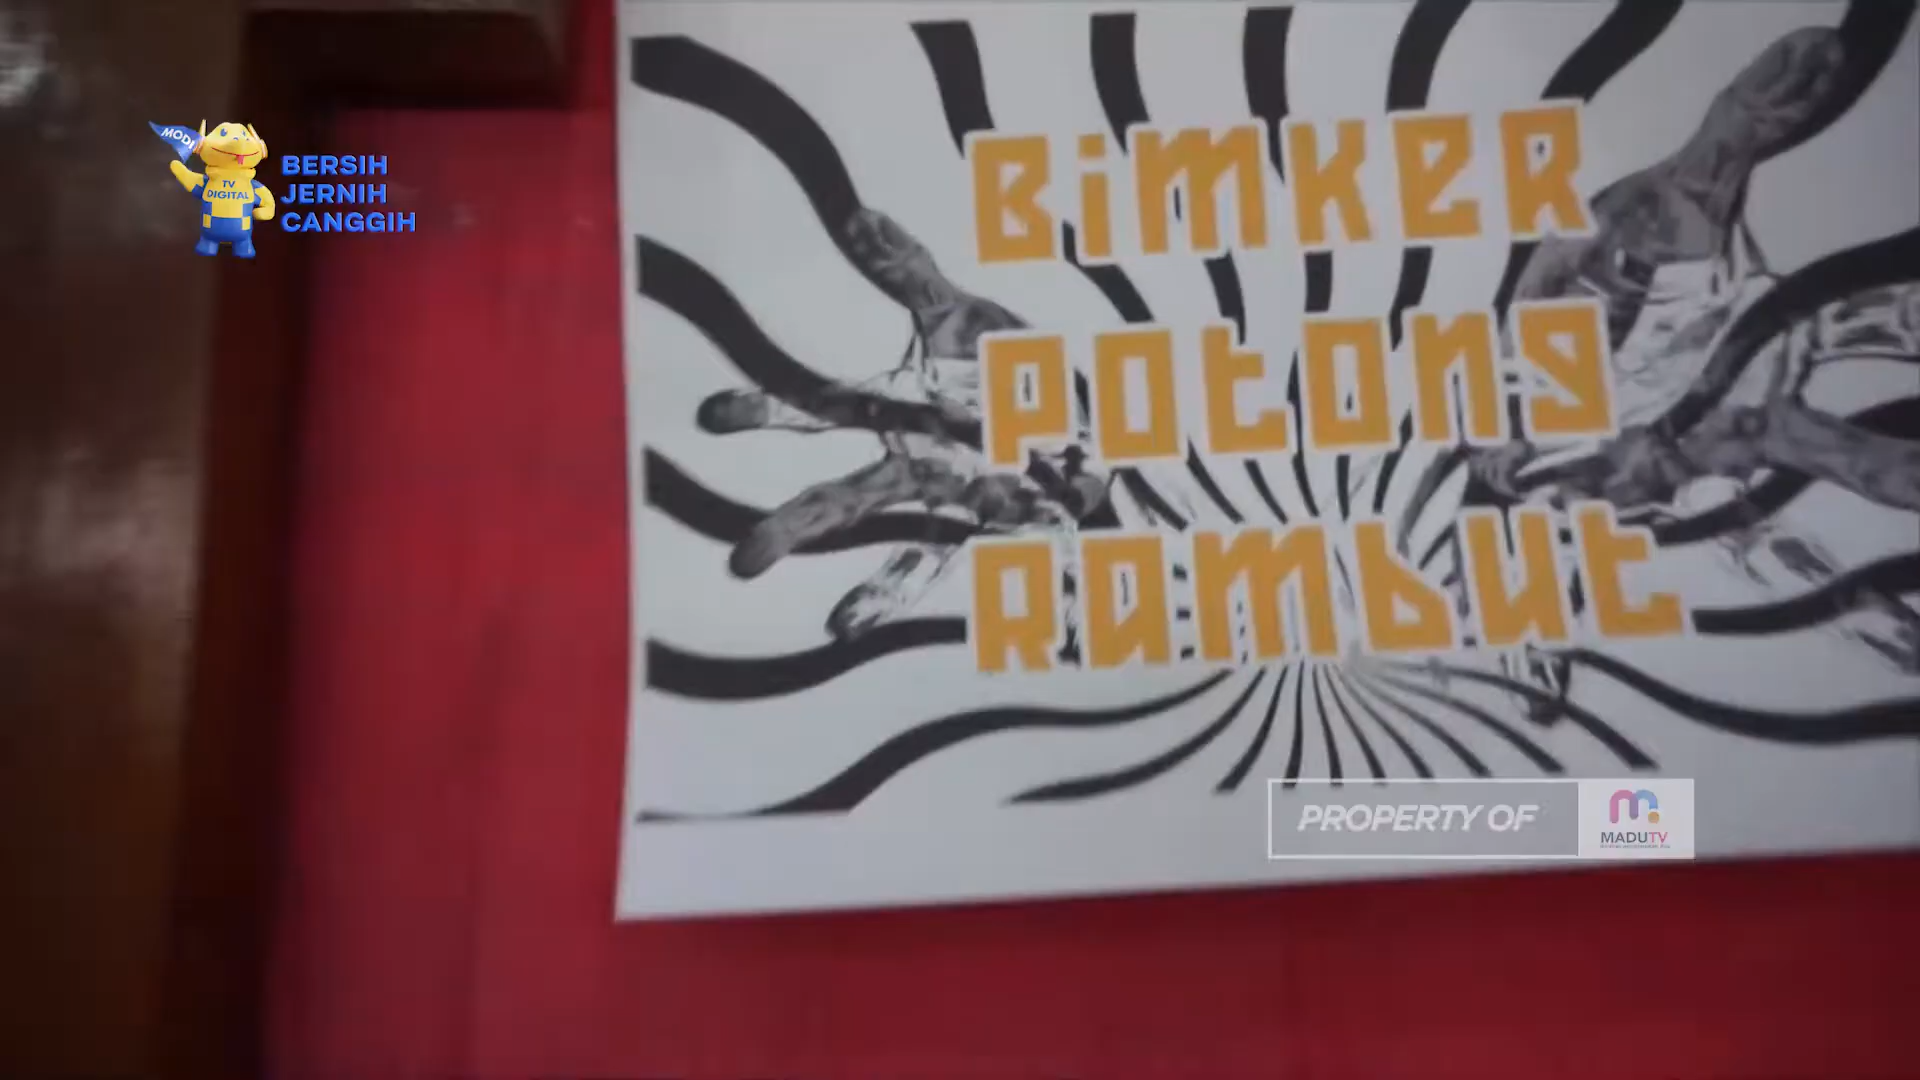 MODI
TV
DIGITAL
BERSIH
JERNIH
CANGGIH
BiMKER
POtONg
RAMbUt
PROPERTY OF
MADUTV